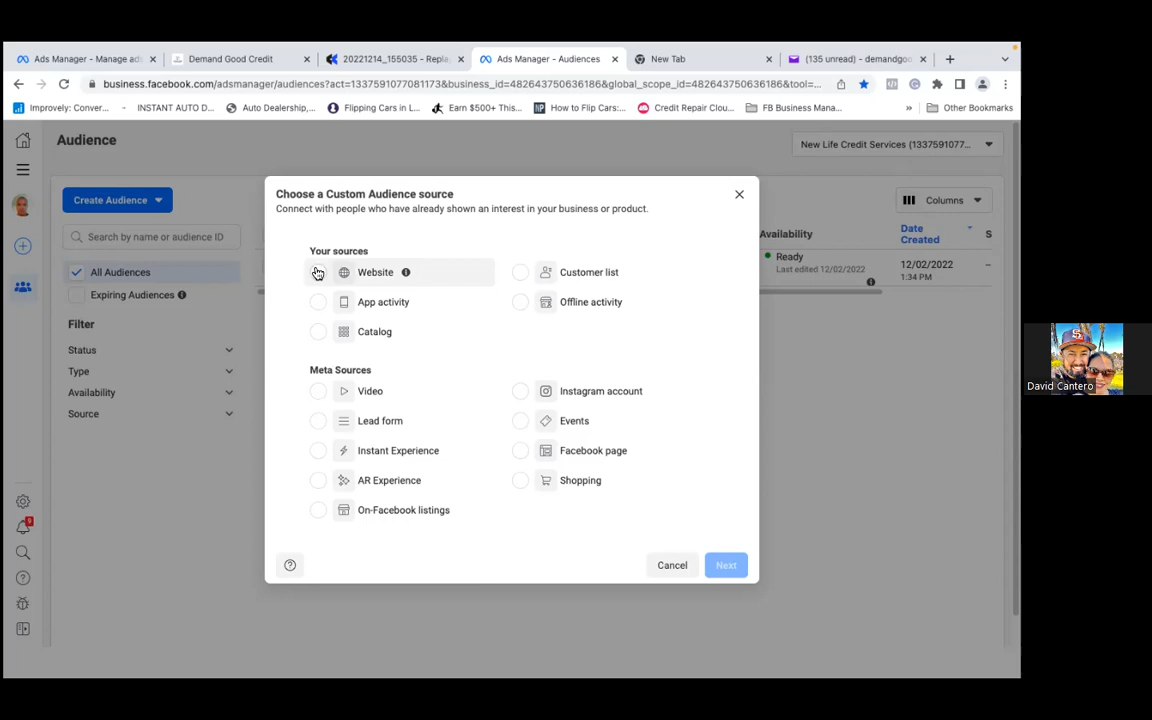 Ads Manager - Manage ads
Demand Good Credit
20221214_155035 - Repla
Ads Manager - Audiences
New Tab
(135 unread) - demandgoo
business.facebook.com/adsmanager/audiences?act=1337591077081173&business_id=482643750636186&global_scope_id=482643750636186&tool=...
Improvely: Conver...
INSTANT AUTO D...
Auto Dealership,...
Flipping Cars in L...
Earn $500+ This...
How to Flip Cars:...
Credit Repair Clou...
FB Business Mana...
»
Other Bookmarks
Audience
New Life Credit Services (133759107...
Create Audience
Columns
Search by name or audience ID
Availability
Date
Created
S
All Audiences
Ready
Last edited 12/02/2022
12/02/2022
1:34 PM
–
Expiring Audiences
Filter
Status
Type
Availability
Source
9
Choose a Custom Audience source
Connect with people who have already shown an interest in your business or product.
Your sources
Website
Customer list
App activity
Offline activity
Catalog
Meta Sources
Video
Instagram account
Lead form
Events
Instant Experience
Facebook page
AR Experience
Shopping
On-Facebook listings
Cancel
Next
David Cantero